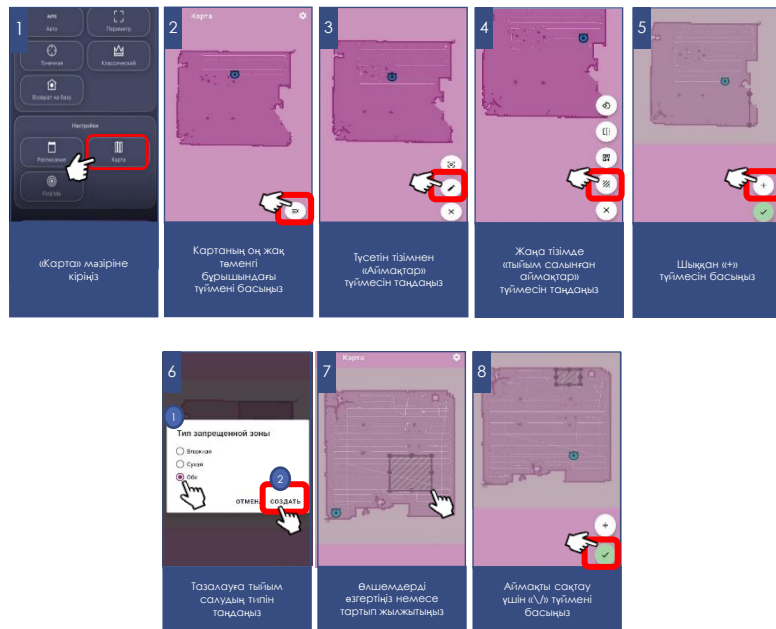 1
АUTO
Авто
Параметр
Точечная
Классический
Возврат на базу
Настройки
Расписание
Карта
Find Me
«Карта» мәзіріне
кіріңіз
2
Карта
Картаның оң жақ
төменгі
бұрышындағы
түймені басыңыз
3
Түсетін тізімнен
«Аймақтар»
түймесін таңдаңыз
4
Жаңа тізімде
«тыйым салынған
аймақтар»
түймесін таңдаңыз
5
Шыққан «+»
түймесін басыңыз
6
1
Тип запрещенной зоны
Влажная
Сухая
Обе
2
СОЗДАТЬ
Тазалауға тыйым
салудың типін
таңдаңыз
7
Карта
Өлшемдерді
өзгертіңіз немесе
тартып жылжытыңыз
8
Аймақты сақтау
үшін «\/» түймені
басыңыз